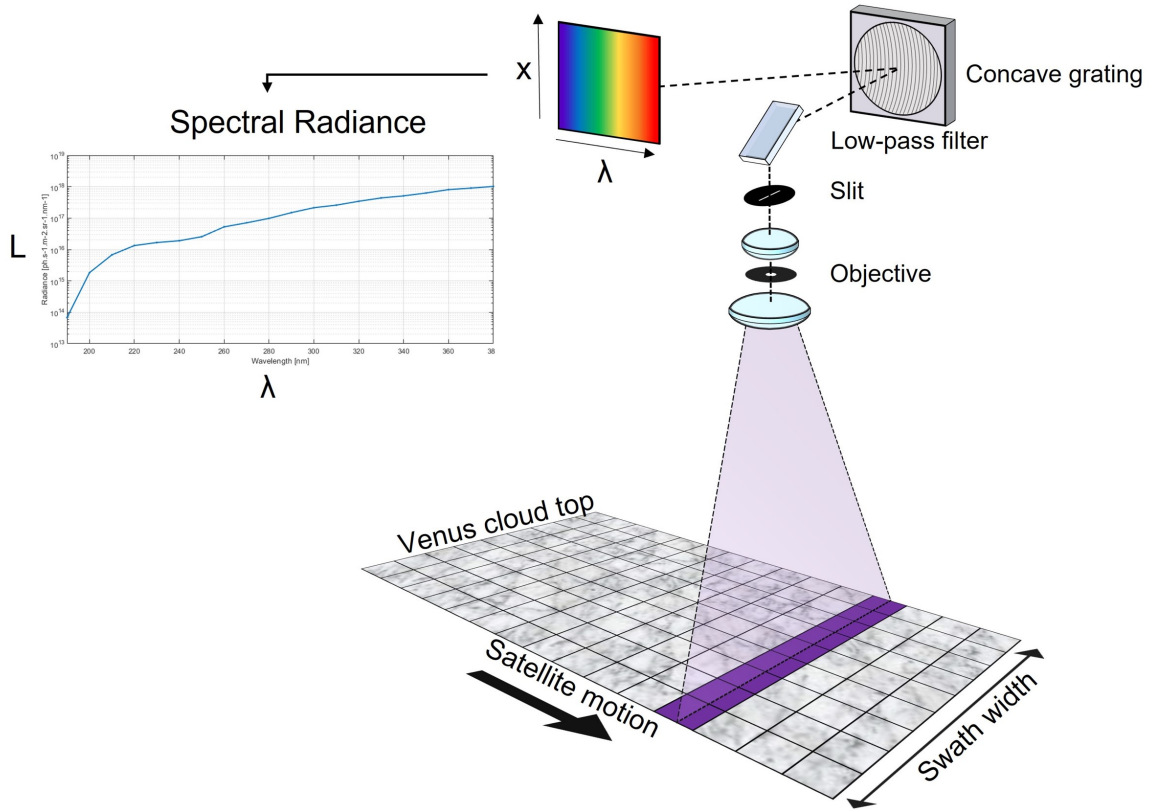 x
λ
Concave grating
Low-pass filter
Slit
Objective
Spectral Radiance
L
Radiance [ph.s-1.m-2.sr-1.nm-1]
10^19
10^18
10^17
10^16
10^15
10^14
10^13
200 220 240 260 280 300 320 340 360 38
Wavelength [nm]
λ
Venus cloud top
Satellite motion
Swath width